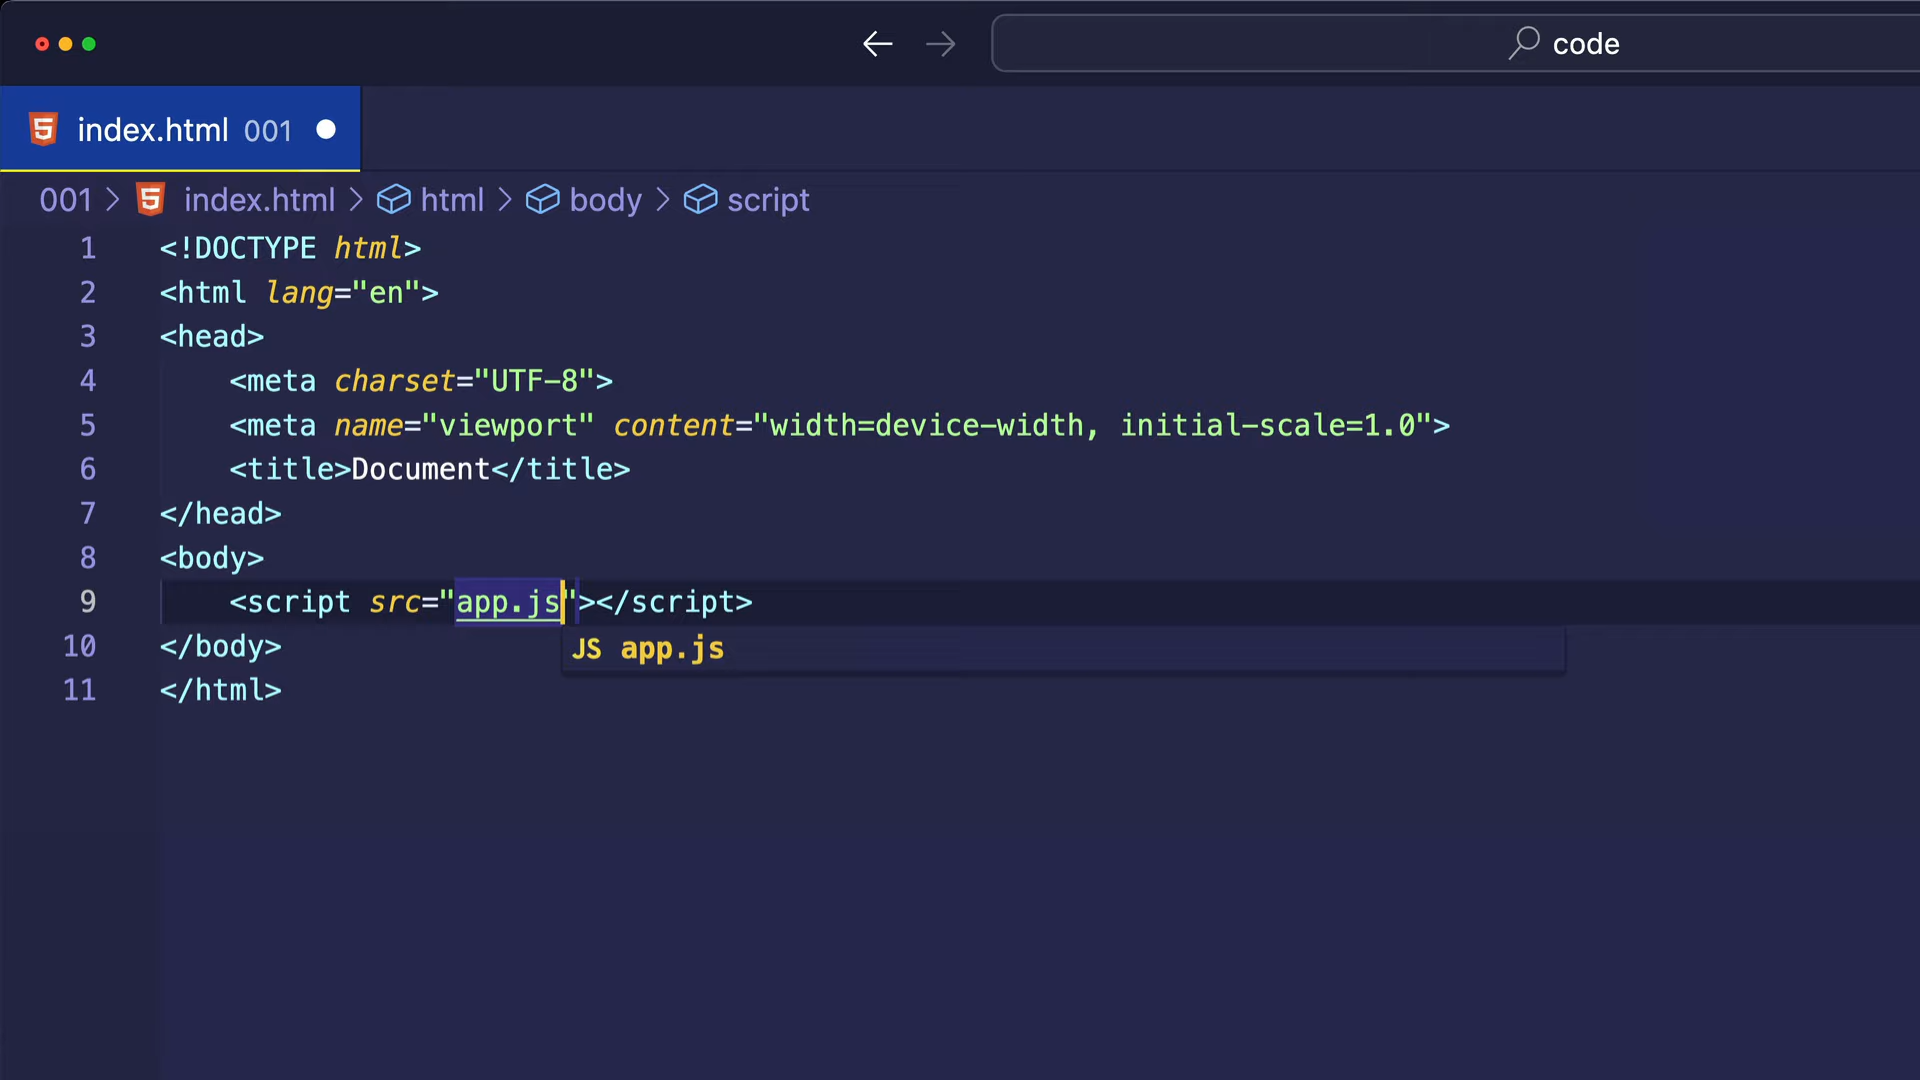 code
index.html 001
001 > index.html > html > body > script
1 <!DOCTYPE html>
2 <html lang="en">
3 <head>
4     <meta charset="UTF-8">
5     <meta name="viewport" content="width=device-width, initial-scale=1.0">
6     <title>Document</title>
7 </head>
8 <body>
9     <script src="app.js"></script>
JS app.js
10 </body>
11 </html>